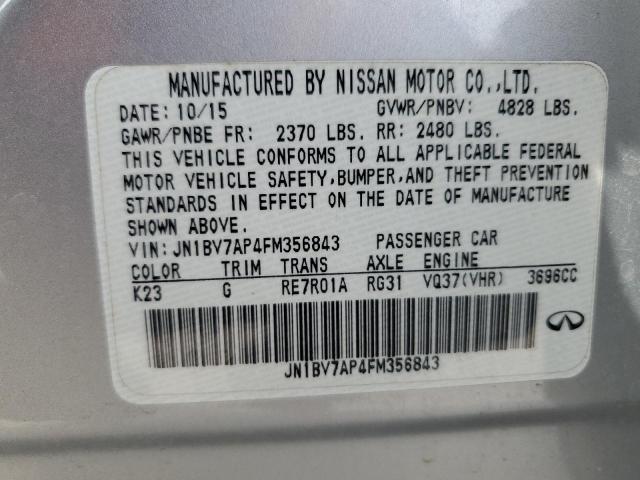 MANUFACTURED BY NISSAN MOTOR CO.,LTD.
DATE: 10/15 GVWR/PNBV: 4828 LBS.
GAWR/PNBE FR: 2370 LBS. RR: 2480 LBS.
THIS VEHICLE CONFORMS TO ALL APPLICABLE FEDERAL
MOTOR VEHICLE SAFETY,BUMPER,AND THEFT PREVENTION
STANDARDS IN EFFECT ON THE DATE OF MANUFACTURE
SHOWN ABOVE.
VIN: JN1BV7AP4FM356843 PASSENGER CAR
COLOR TRIM TRANS AXLE ENGINE
K23 G RE7R01A RG31 VQ37(VHR) 3696CC
JN1BV7AP4FM356843